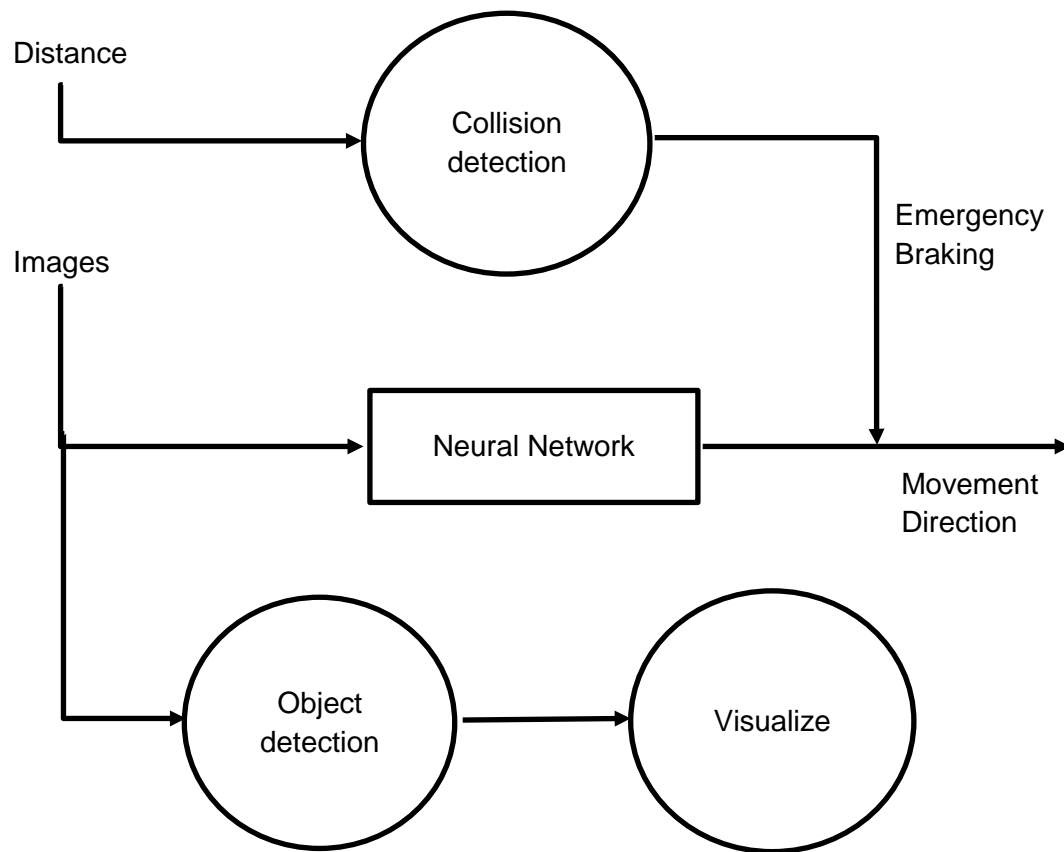 Distance
Collision
detection
Emergency
Braking
Images
Neural Network
Movement
Direction
Object
detection
Visualize